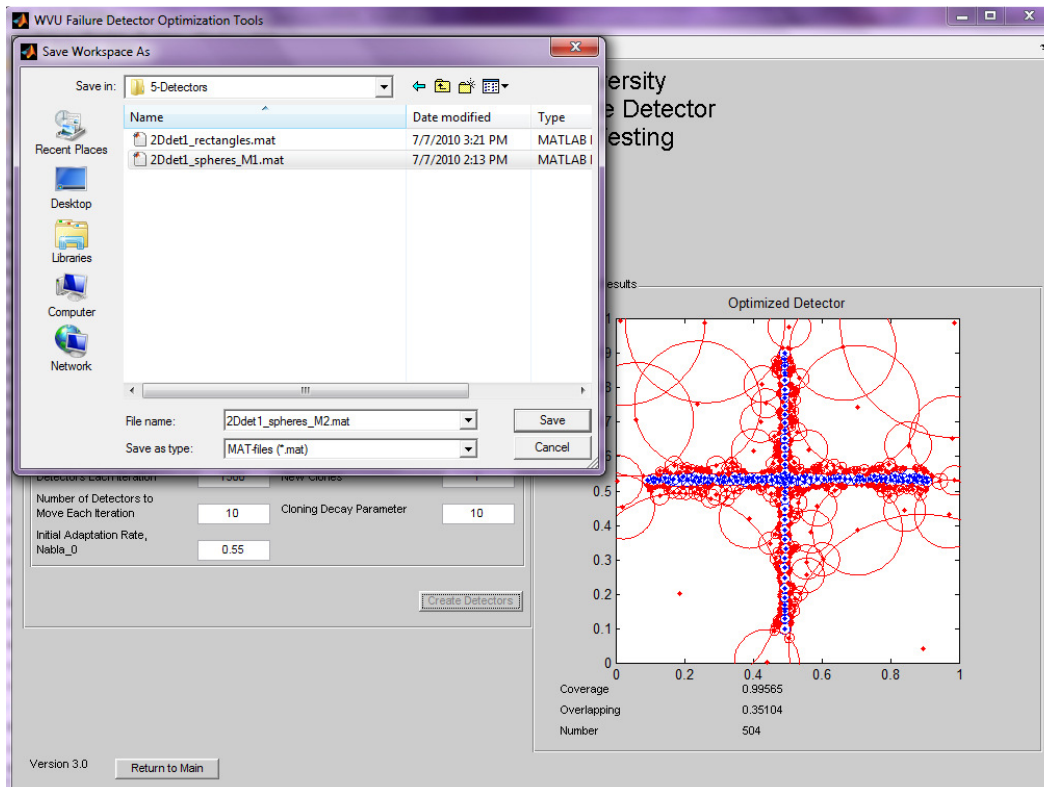 WVU Failure Detector Optimization Tools
Save Workspace As
Save in: 5-Detectors
Name Date modified Type
2Ddet1_rectangles.mat 7/7/2010 3:21 PM MATLAB
2Ddet1_spheres_M1.mat 7/7/2010 2:13 PM MATLAB
Recent Places
Desktop
Libraries
Computer
Network
File name: 2Ddet1_spheres_M2.mat Save
Save as type: MAT-files (*.mat) Cancel
ersity
e Detector
esting
esults
Optimized Detector
1
9
8
7
6
0.5
0.4
0.3
0.2
0.1
0
0 0.2 0.4 0.6 0.8 1
Coverage 0.99565
Overlapping 0.35104
Number 504
Detectors Each Iteration 1500 New Clones 1
Number of Detectors to
Move Each Iteration 10 Cloning Decay Parameter 10
Initial Adaptation Rate,
Nabla_0 0.55
Create Detectors
Version 3.0 Return to Main